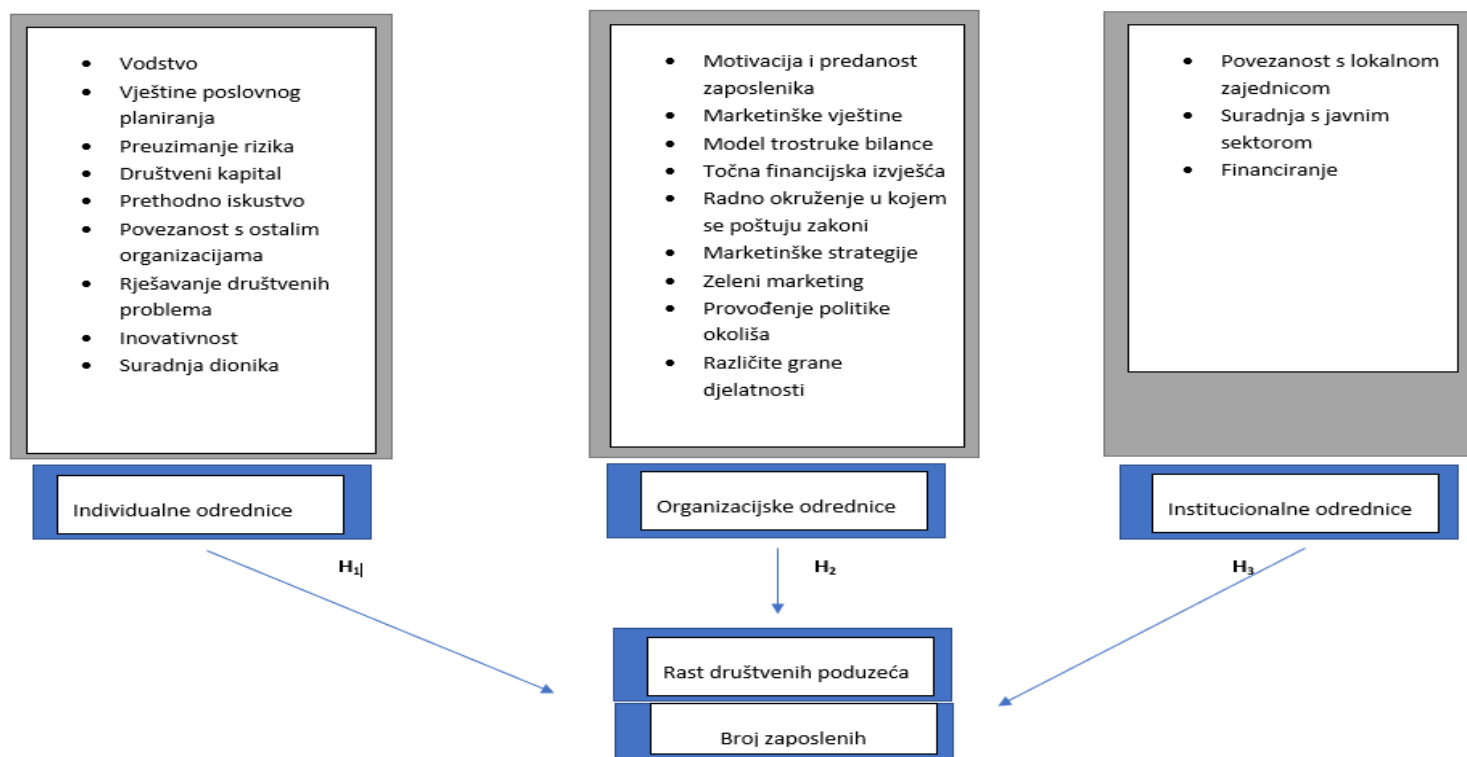 • Vodstvo
• Vještine poslovnog
planiranja
• Preuzimanje rizika
• Društveni kapital
• Prethodno iskustvo
• Povezanost s ostalim
organizacijama
• Rješavanje društvenih
problema
• Inovativnost
• Suradnja dionika
Individualne odrednice
• Motivacija i predanost
zaposlenika
• Marketinške vještine
• Model trostruke bilance
• Točna financijska izvješća
• Radno okruženje u kojem
se poštuju zakoni
• Marketinške strategije
• Zeleni marketing
• Provođenje politike
okoliša
• Različite grane
djelatnosti
Organizacijske odrednice
• Povezanost s lokalnom
zajednicom
• Suradnja s javnim
sektorom
• Financiranje
Institucionalne odrednice
H₁
H₂
H₃
Rast društvenih poduzeća
Broj zaposlenih